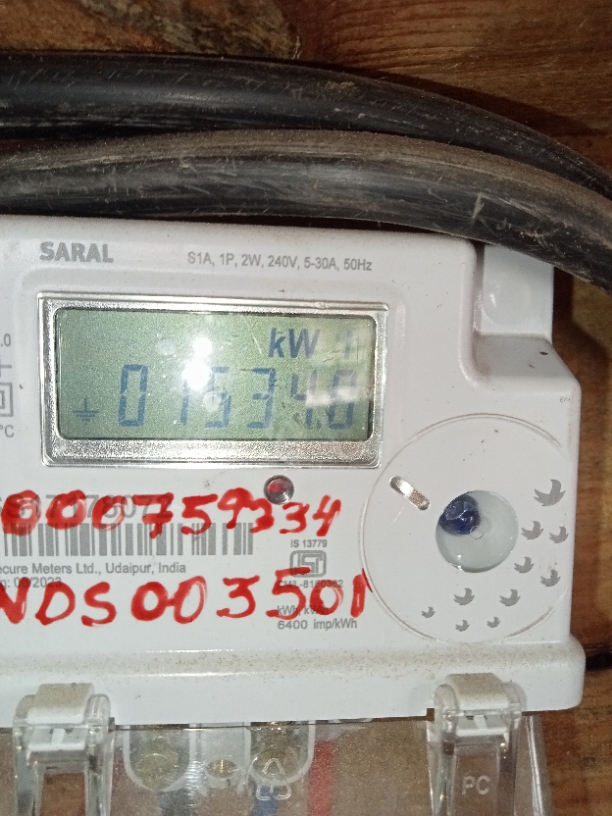 SARAL
S1A, 1P, 2W, 240V, 5-30A, 50Hz
kW
01534.0
°C
800759334
IS 13779
ecure Meters Ltd., Udaipur, India
NDS003501
6400 imp/kWh
PC